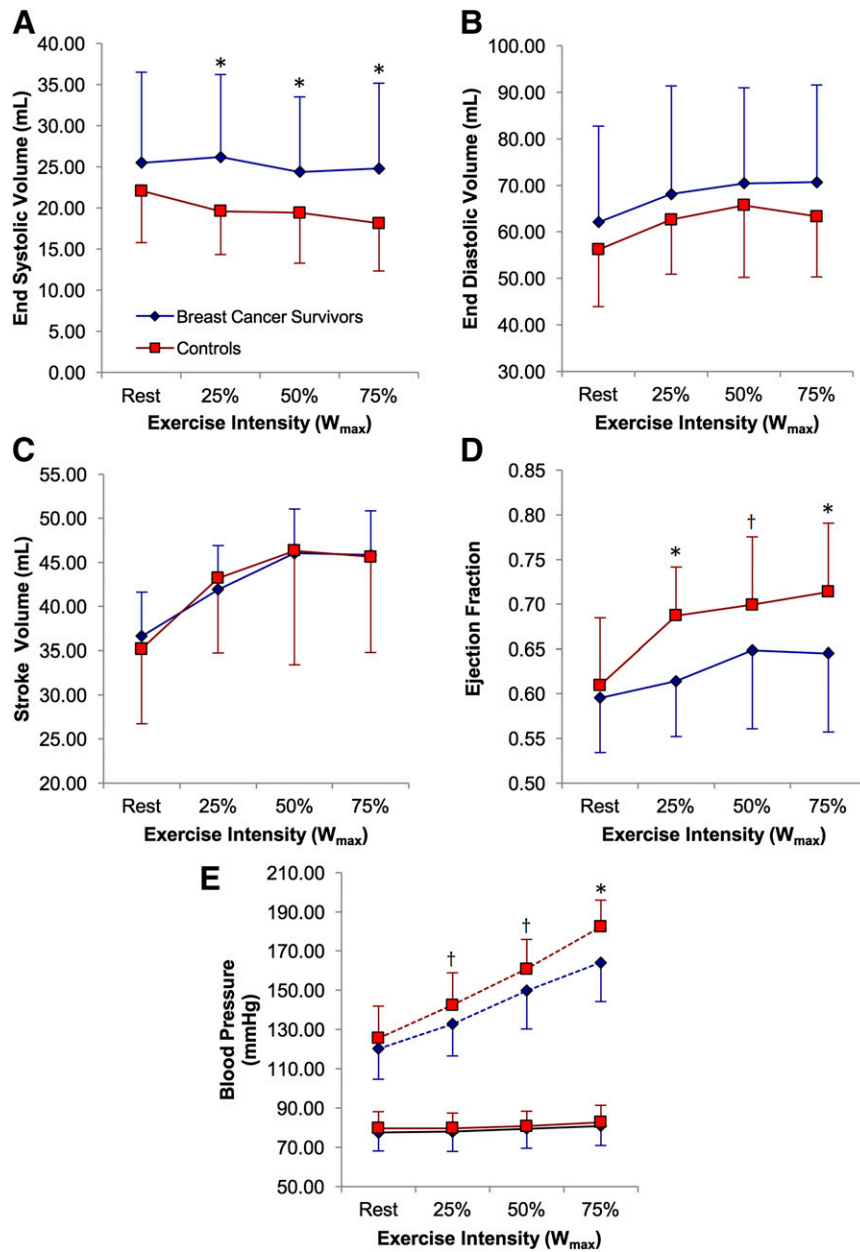 A
End Systolic Volume (mL)
40.00
35.00
30.00
25.00
20.00
15.00
10.00
5.00
0.00
* * *
Breast Cancer Survivors
Controls
Rest 25% 50% 75%
Exercise Intensity (Wmax)
B
End Diastolic Volume (mL)
100.00
90.00
80.00
70.00
60.00
50.00
40.00
30.00
Rest 25% 50% 75%
Exercise Intensity (Wmax)
C
Stroke Volume (mL)
55.00
50.00
45.00
40.00
35.00
30.00
25.00
20.00
Rest 25% 50% 75%
Exercise Intensity (Wmax)
D
Ejection Fraction
0.85
0.80
0.75
0.70
0.65
0.60
0.55
0.50
* † *
Rest 25% 50% 75%
Exercise Intensity (Wmax)
E
Blood Pressure
(mmHg)
210.00
190.00
170.00
150.00
130.00
110.00
90.00
70.00
50.00
† † *
Rest 25% 50% 75%
Exercise Intensity (Wmax)